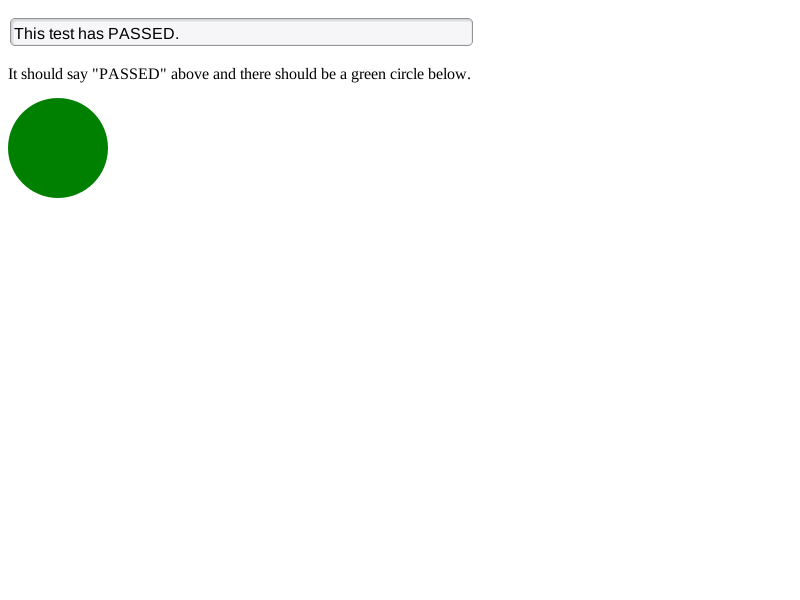 This test has PASSED.
It should say "PASSED" above and there should be a green circle below.